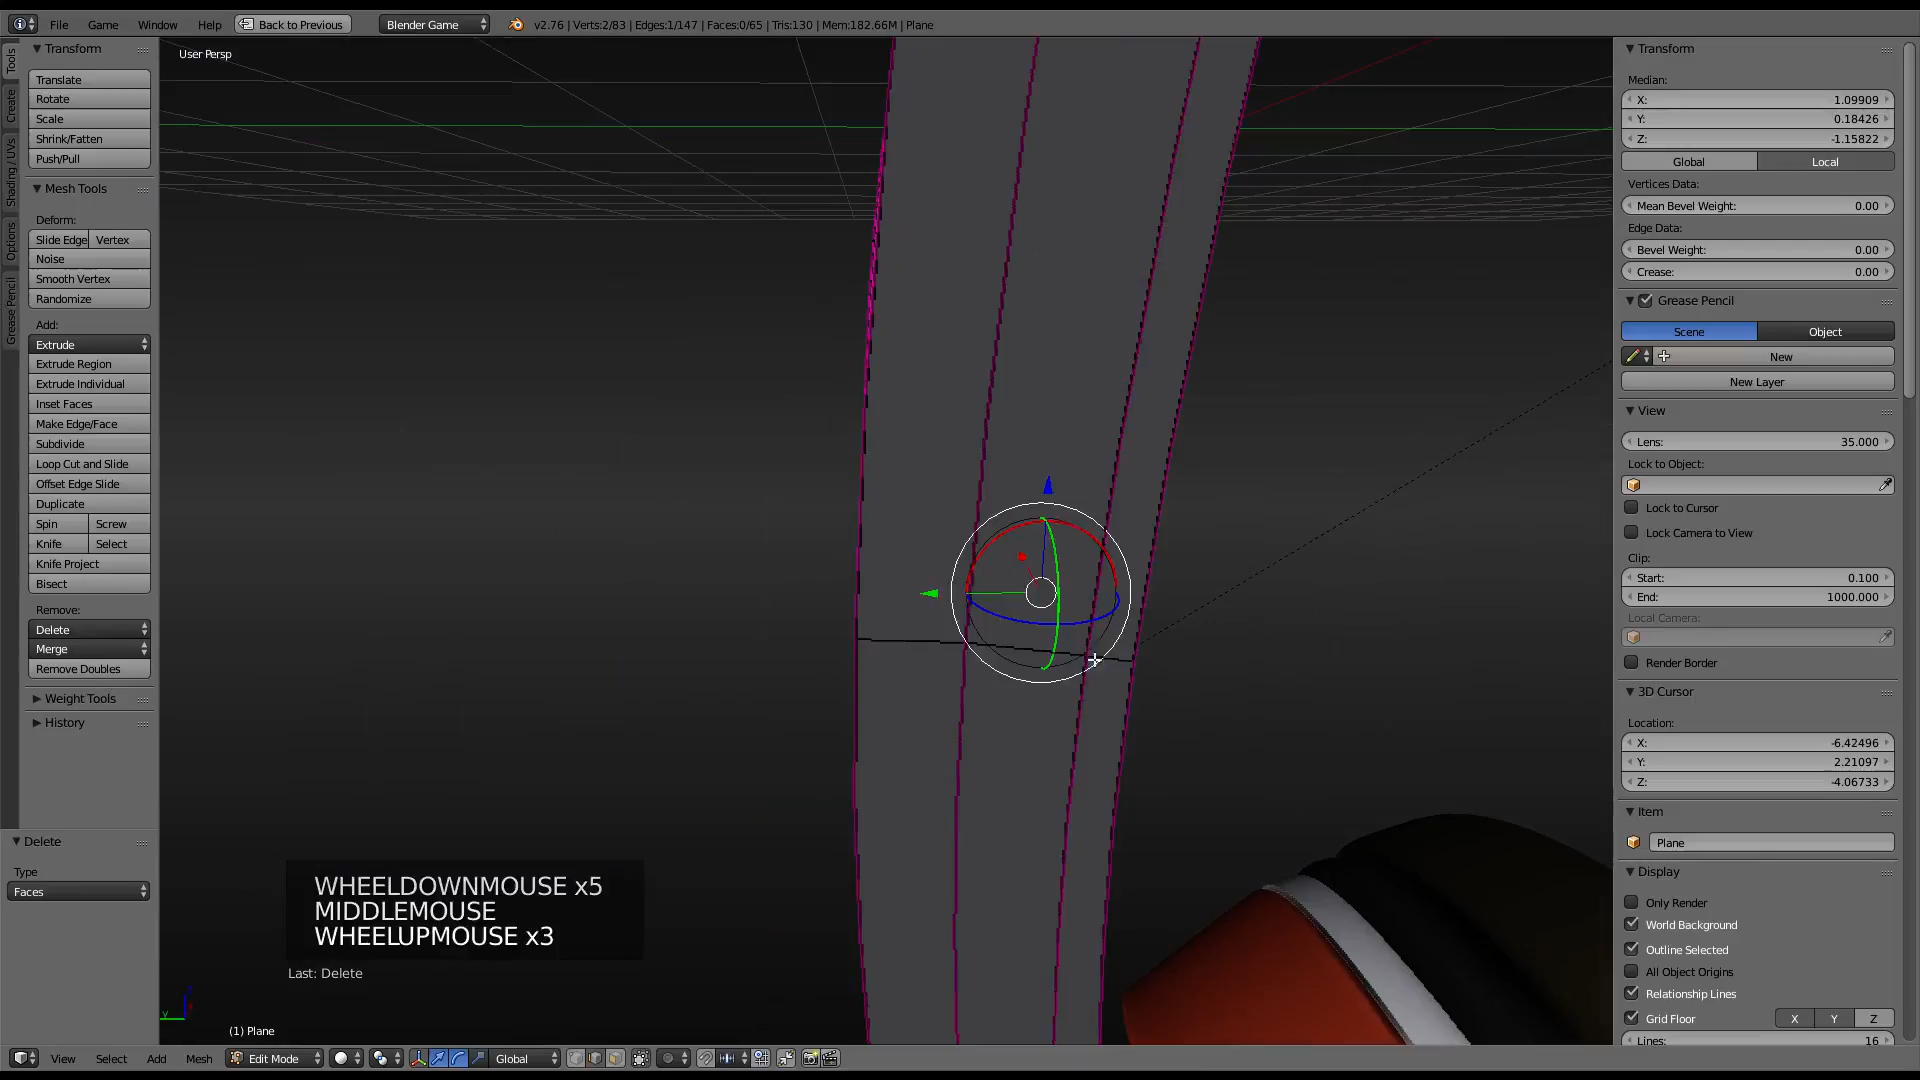 File Game Window Help Back to Previous Blender Game v2.76 | Verts:2/83 | Edges:1/147 | Faces:0/65 | Tris:130 | Mem:182.66M | Plane
Tools
Create
Shading / UVs
Options
Grease Pencil
Transform
Translate
Rotate
Scale
Shrink/Fatten
Push/Pull
Mesh Tools
Deform:
Slide Edge Vertex
Noise
Smooth Vertex
Randomize
Add:
Extrude
Extrude Region
Extrude Individual
Inset Faces
Make Edge/Face
Subdivide
Loop Cut and Slide
Offset Edge Slide
Duplicate
Spin Screw
Knife Select
Knife Project
Bisect
Remove:
Delete
Merge
Remove Doubles
Weight Tools
History
Delete
Type
Faces
User Persp
WHEELDOWNMOUSE x5
MIDDLEMOUSE
WHEELUPMOUSE x3
Last: Delete
(1) Plane
View Select Add Mesh Edit Mode Global
Transform
Median:
X: 1.09909
Y: 0.18426
Z: -1.15822
Global Local
Vertices Data:
Mean Bevel Weight: 0.00
Edge Data:
Bevel Weight: 0.00
Crease: 0.00
Grease Pencil
Scene Object
New
New Layer
View
Lens: 35.000
Lock to Object:
Lock to Cursor
Lock Camera to View
Clip:
Start: 0.100
End: 1000.000
Local Camera:
Render Border
3D Cursor
Location:
X: -6.42496
Y: 2.21097
Z: -4.06733
Item
Plane
Display
Only Render
World Background
Outline Selected
All Object Origins
Relationship Lines
Grid Floor X Y Z
Lines: 16